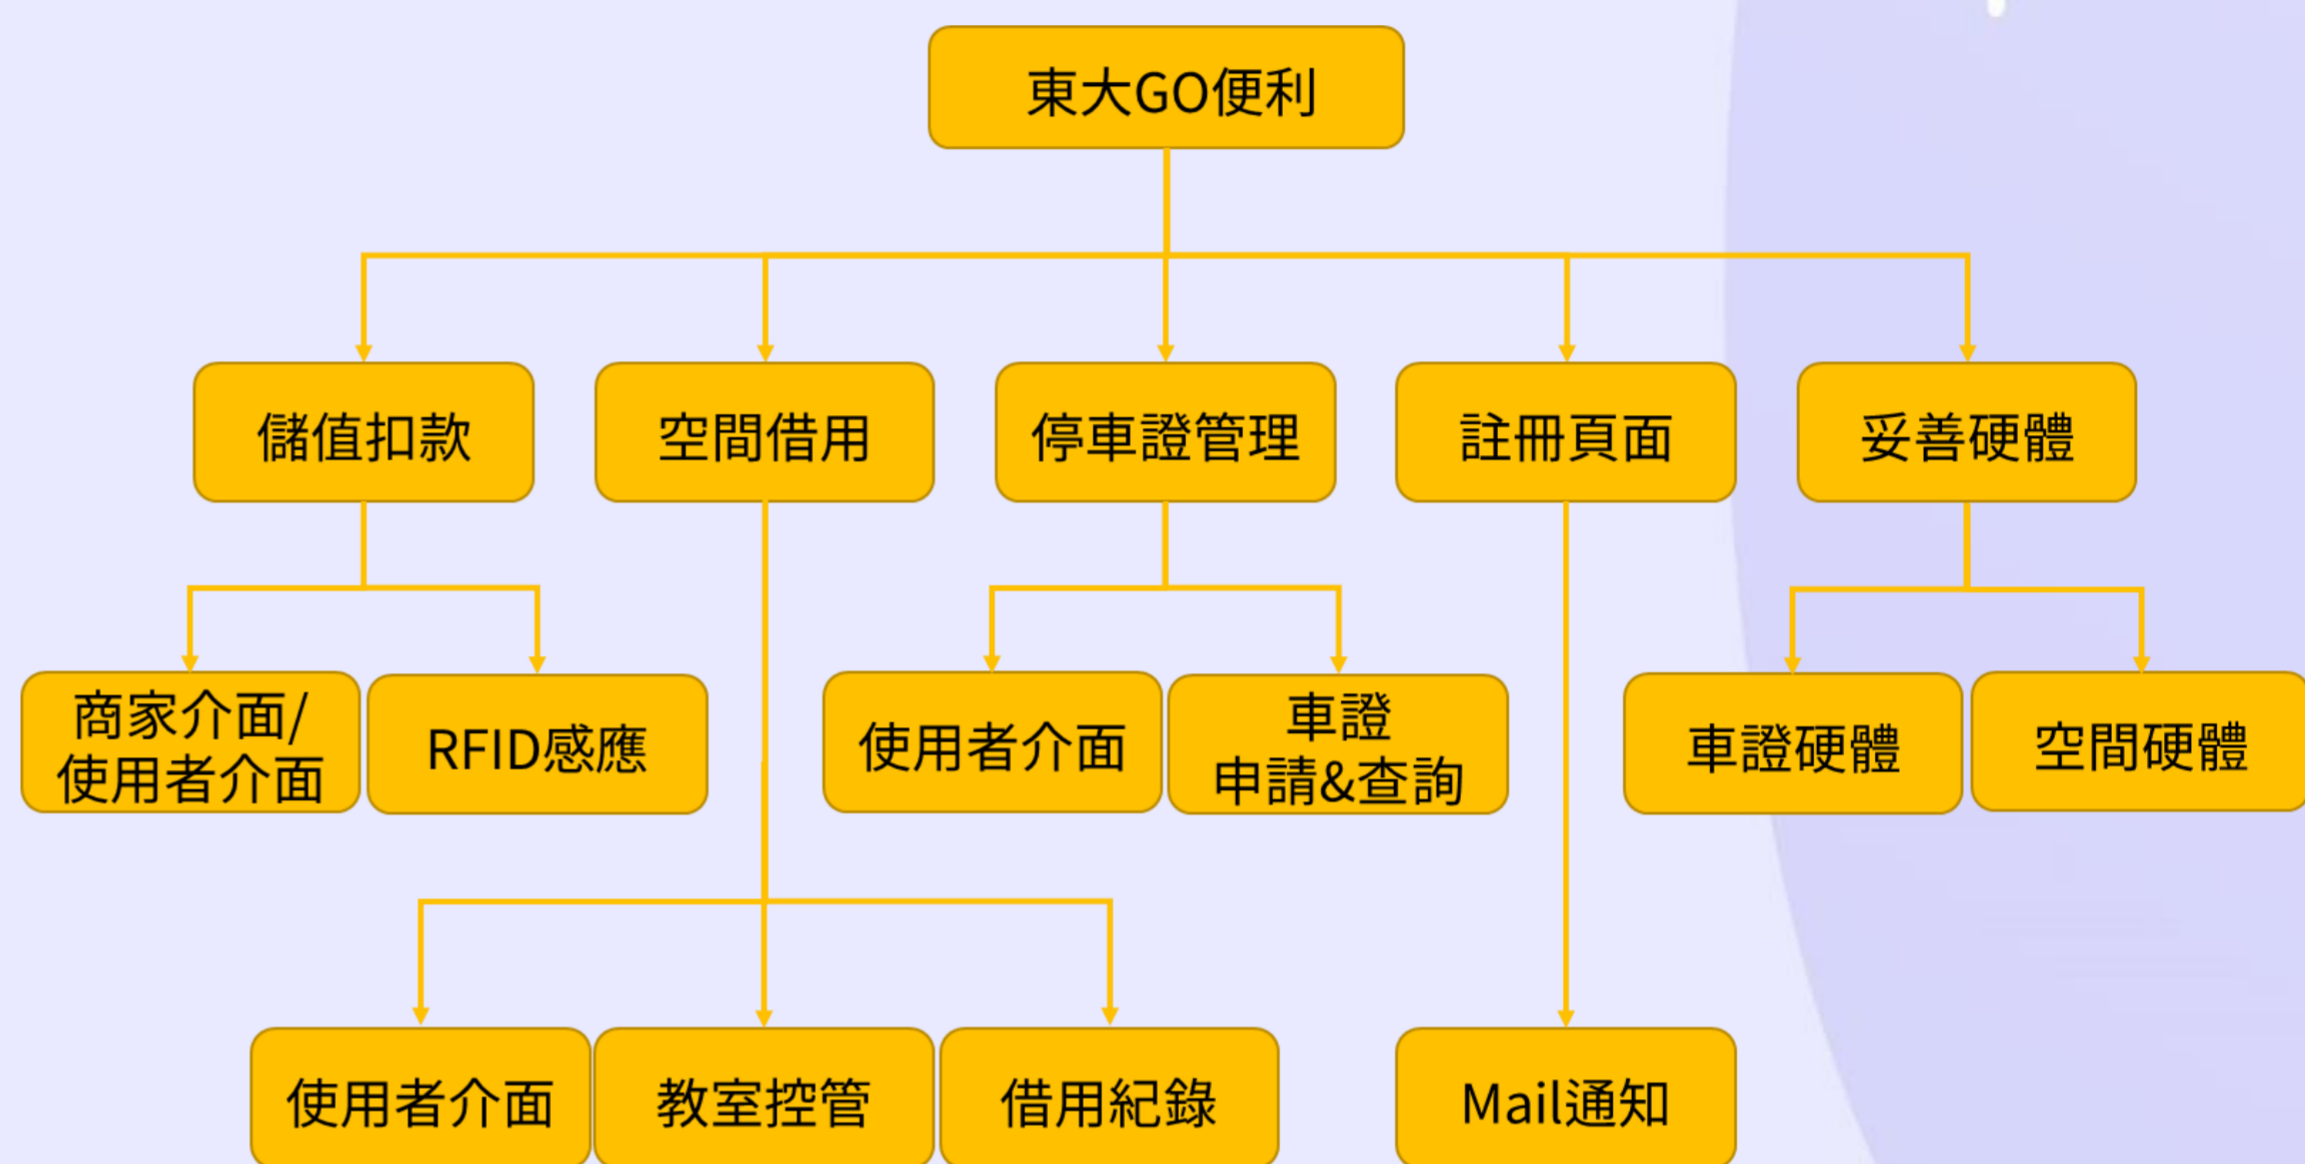 東大GO便利
儲值扣款
空間借用
停車證管理
註冊頁面
妥善硬體
商家介面/
使用者介面
RFID感應
使用者介面
車證
申請&查詢
車證硬體
空間硬體
使用者介面
教室控管
借用紀錄
Mail通知